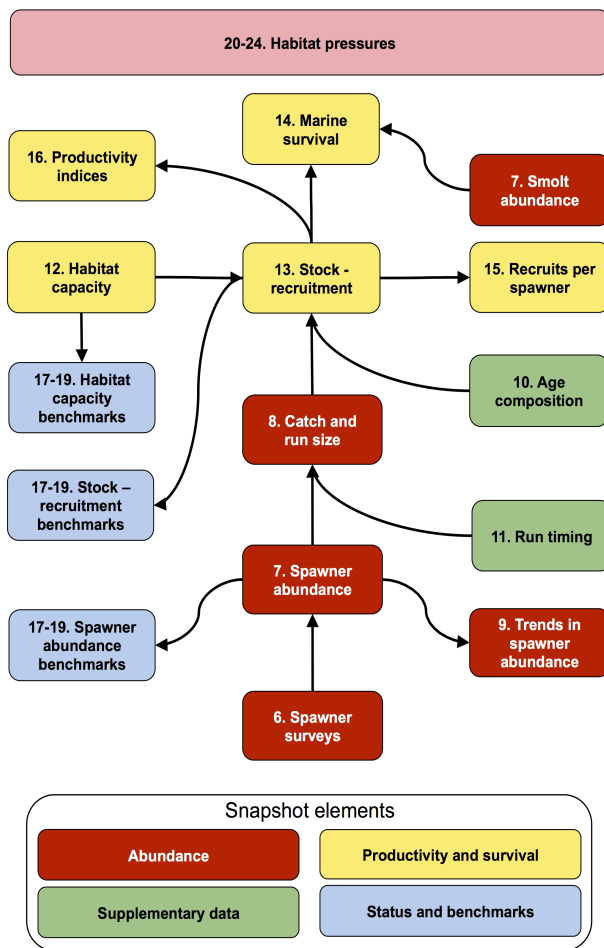 20-24. Habitat pressures
14. Marine
survival
16. Productivity
indices
7. Smolt
abundance
12. Habitat
capacity
13. Stock -
recruitment
15. Recruits per
spawner
17-19. Habitat
capacity
benchmarks
10. Age
composition
8. Catch and
run size
17-19. Stock –
recruitment
benchmarks
11. Run timing
7. Spawner
abundance
17-19. Spawner
abundance
benchmarks
9. Trends in
spawner
abundance
6. Spawner
surveys
Snapshot elements
Abundance
Productivity and survival
Supplementary data
Status and benchmarks